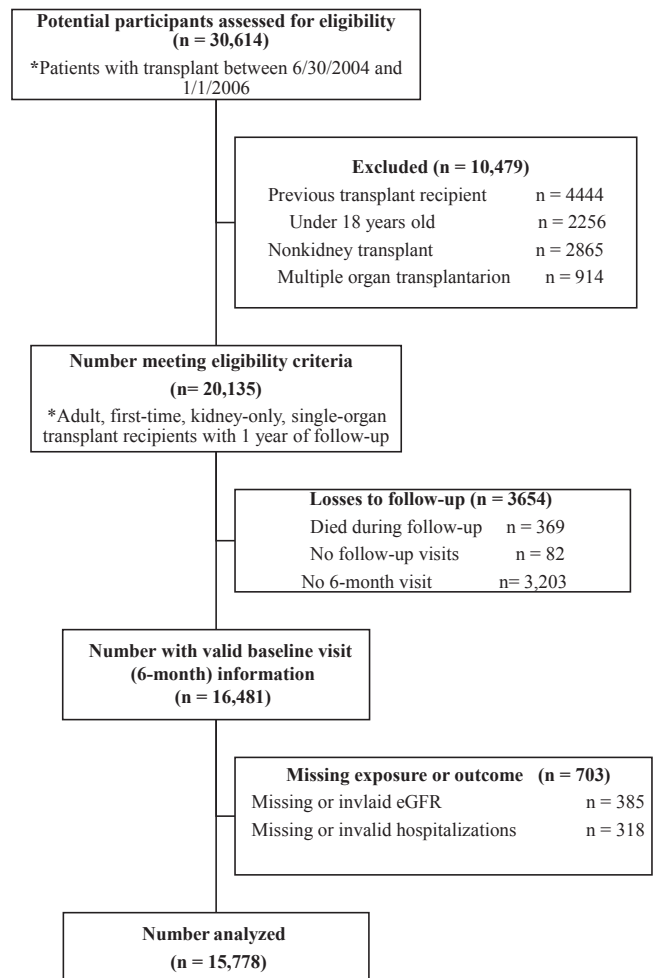 Potential participants assessed for eligibility
(n = 30,614)
*Patients with transplant between 6/30/2004 and
1/1/2006
Excluded (n = 10,479)
Previous transplant recipient n = 4444
Under 18 years old n = 2256
Nonkidney transplant n = 2865
Multiple organ transplantarion n = 914
Number meeting eligibility criteria
(n= 20,135)
*Adult, first-time, kidney-only, single-organ
transplant recipients with 1 year of follow-up
Losses to follow-up (n = 3654)
Died during follow-up n = 369
No follow-up visits n = 82
No 6-month visit n= 3,203
Number with valid baseline visit
(6-month) information
(n = 16,481)
Missing exposure or outcome (n = 703)
Missing or invlaid eGFR n = 385
Missing or invalid hospitalizations n = 318
Number analyzed
(n = 15,778)